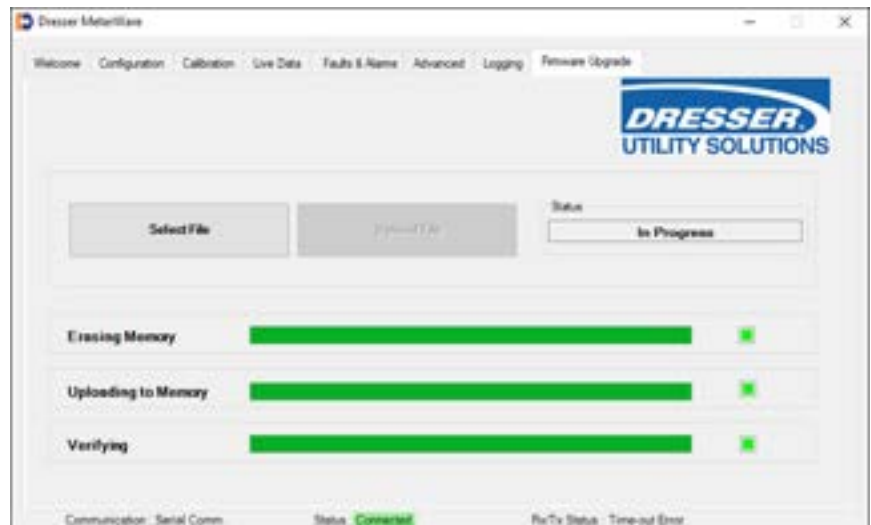 Dresser MeterWare
Welcome Configuration Calibration Live Data Faults & Alarms Advanced Logging Firmware Upgrade
DRESSER
UTILITY SOLUTIONS
Status
Select File In Progress
Erasing Memory
Uploading to Memory
Verifying
Communication : Serial Comm Status Connected Rx/Tx Status : Time-out Error